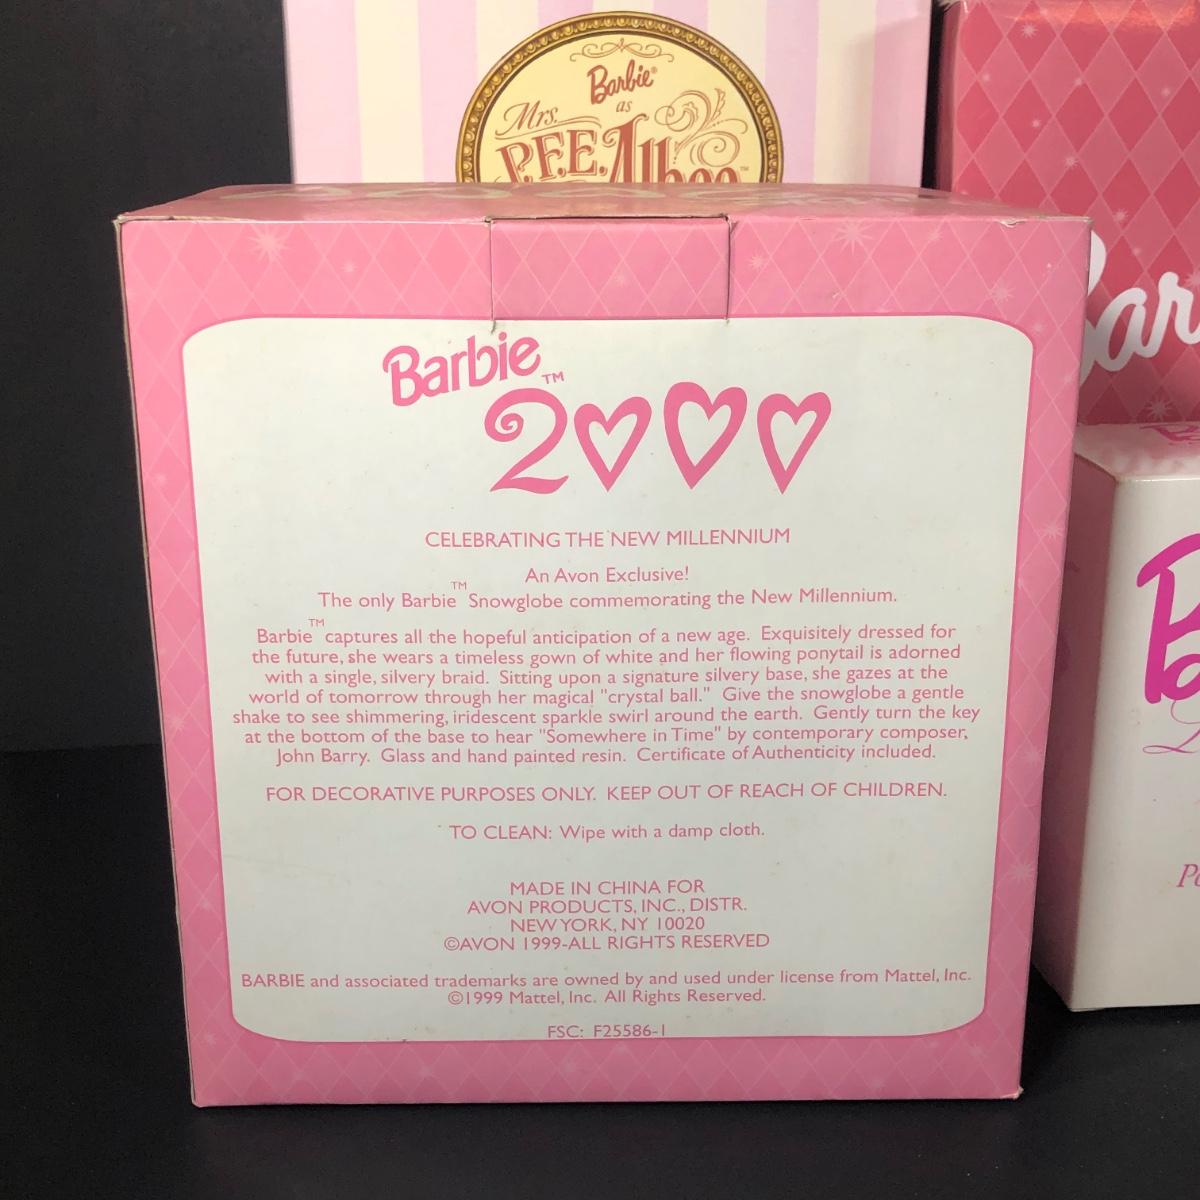 Barbie®
as
Mrs.
P.F.E. Albee™
Barbie™
2000
CELEBRATING THE NEW MILLENNIUM
An Avon Exclusive!
The only Barbie™ Snowglobe commemorating the New Millennium.
Barbie™ captures all the hopeful anticipation of a new age. Exquisitely dressed for
the future, she wears a timeless gown of white and her flowing ponytail is adorned
with a single, silvery braid. Sitting upon a signature silvery base, she gazes at the
world of tomorrow through her magical "crystal ball." Give the snowglobe a gentle
shake to see shimmering, iridescent sparkle swirl around the earth. Gently turn the key
at the bottom of the base to hear "Somewhere in Time" by contemporary composer,
John Barry. Glass and hand painted resin. Certificate of Authenticity included.
FOR DECORATIVE PURPOSES ONLY. KEEP OUT OF REACH OF CHILDREN.
TO CLEAN: Wipe with a damp cloth.
MADE IN CHINA FOR
AVON PRODUCTS, INC., DISTR.
NEW YORK, NY 10020
©AVON 1999-ALL RIGHTS RESERVED
BARBIE and associated trademarks are owned by and used under license from Mattel, Inc.
©1999 Mattel, Inc. All Rights Reserved.
FSC: F25586-1
Bar